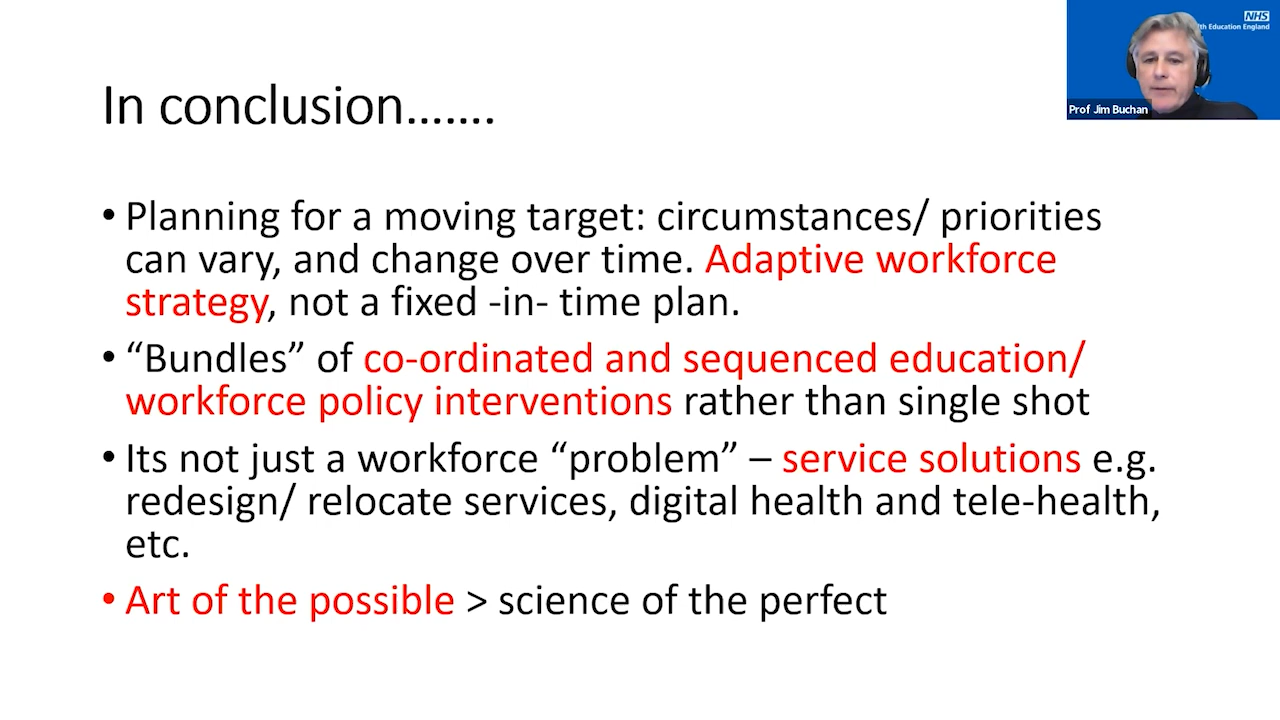 NHS
lth Education England
Prof Jim Buchan
In conclusion…….
• Planning for a moving target: circumstances/ priorities
can vary, and change over time. Adaptive workforce
strategy, not a fixed -in- time plan.
• “Bundles” of co-ordinated and sequenced education/
workforce policy interventions rather than single shot
• Its not just a workforce “problem” – service solutions e.g.
redesign/ relocate services, digital health and tele-health,
etc.
• Art of the possible > science of the perfect